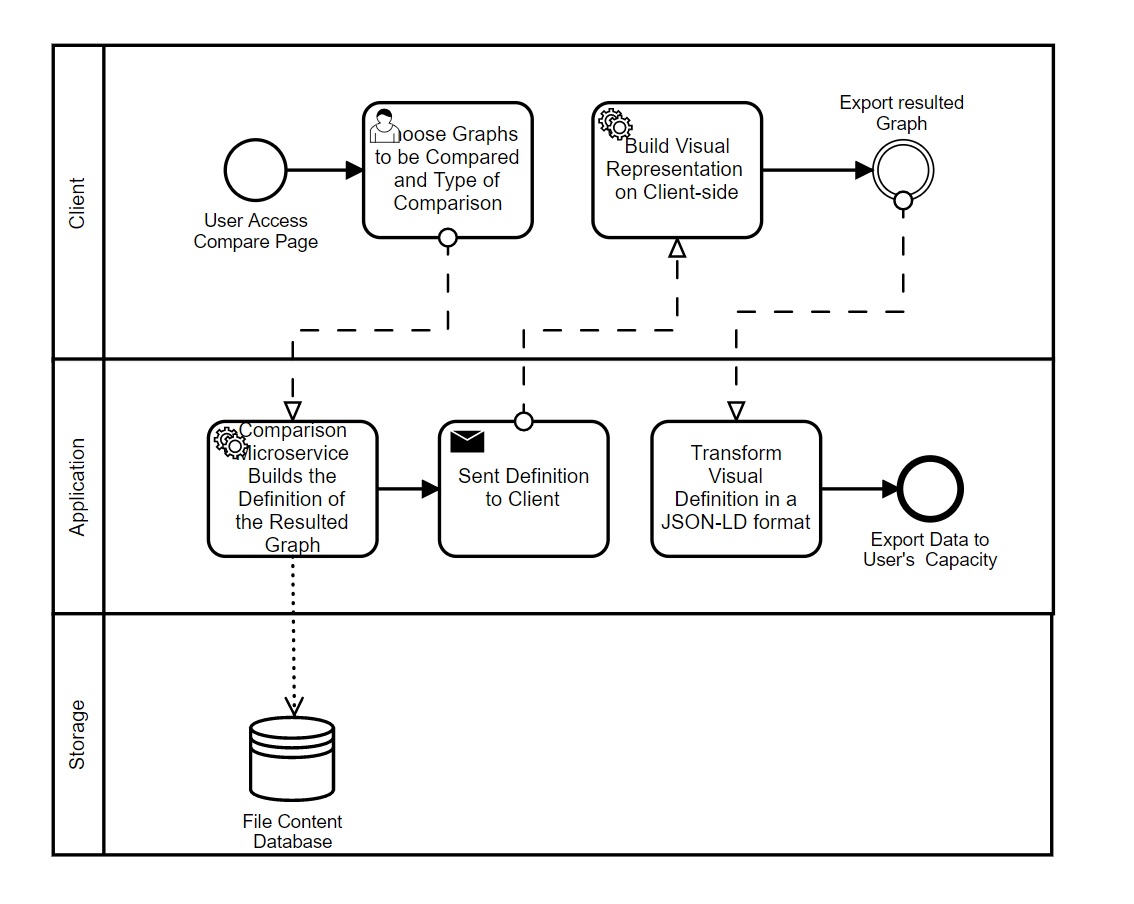 Client
User Access
Compare Page
hoose Graphs
to be Compared
and Type of
Comparison
Build Visual
Representation
on Client-side
Export resulted
Graph
Application
Comparison
Microservice
Builds the
Definition of
the Resulted
Graph
Sent Definition
to Client
Transform
Visual
Definition in a
JSON-LD format
Export Data to
User's Capacity
Storage
File Content
Database